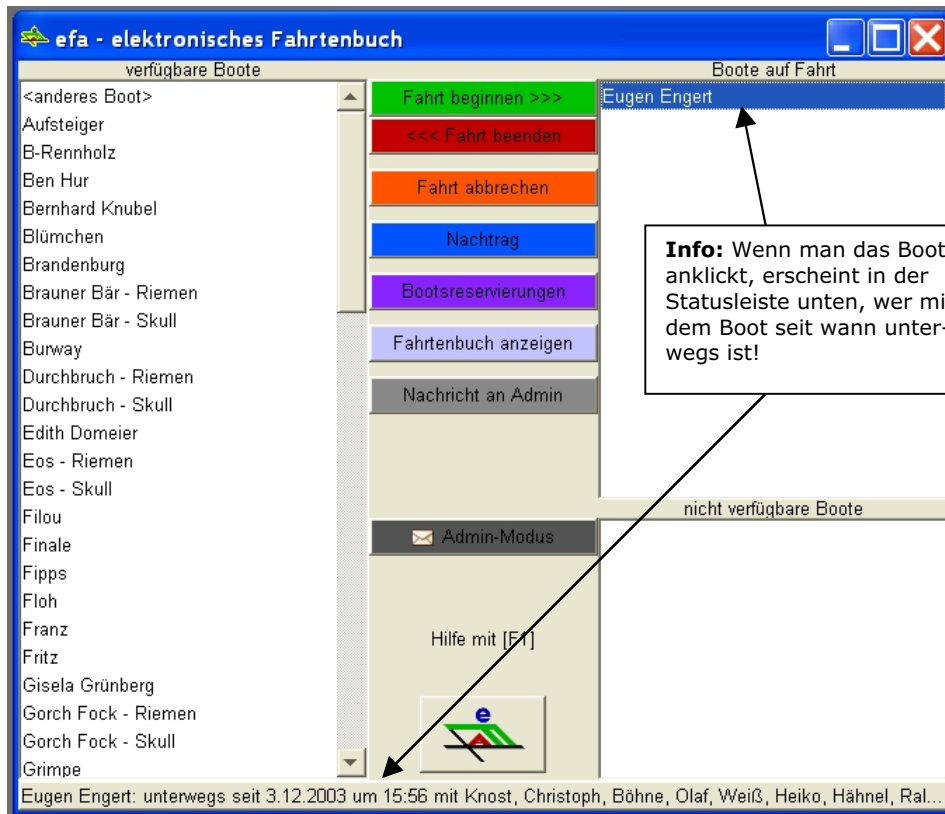 efa - elektronisches Fahrtenbuch
verfügbare Boote
<anderes Boot>
Aufsteiger
B-Rennholz
Ben Hur
Bernhard Knubel
Blümchen
Brandenburg
Brauner Bär - Riemen
Brauner Bär - Skull
Burway
Durchbruch - Riemen
Durchbruch - Skull
Edith Domeier
Eos - Riemen
Eos - Skull
Filou
Finale
Fipps
Floh
Franz
Fritz
Gisela Grünberg
Gorch Fock - Riemen
Gorch Fock - Skull
Grimpe
Fahrt beginnen >>>
<<< Fahrt beenden
Fahrt abbrechen
Nachtrag
Bootsreservierungen
Fahrtenbuch anzeigen
Nachricht an Admin
Admin-Modus
Hilfe mit [F1]
e
Boote auf Fahrt
Eugen Engert
Info: Wenn man das Boot
anklickt, erscheint in der
Statusleiste unten, wer mi
dem Boot seit wann unter-
wegs ist!
nicht verfügbare Boote
Eugen Engert: unterwegs seit 3.12.2003 um 15:56 mit Knost, Christoph, Böhne, Olaf, Weiß, Heiko, Hähnel, Ral...